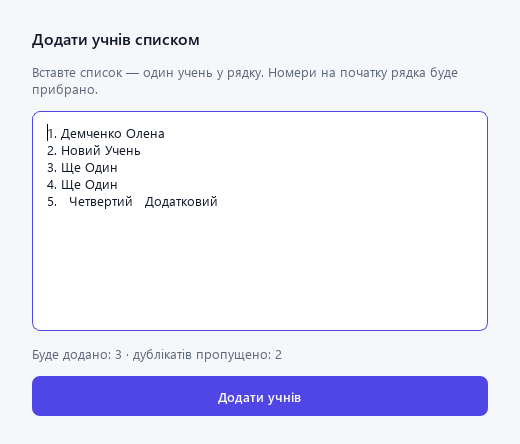 Додати учнів списком
Вставте список — один учень у рядку. Номери на початку рядка буде
прибрано.
1. Демченко Олена
2. Новий Учень
3. Ще Один
4. Ще Один
5.   Четвертий   Додатковий
Буде додано: 3 · дублікатів пропущено: 2
Додати учнів